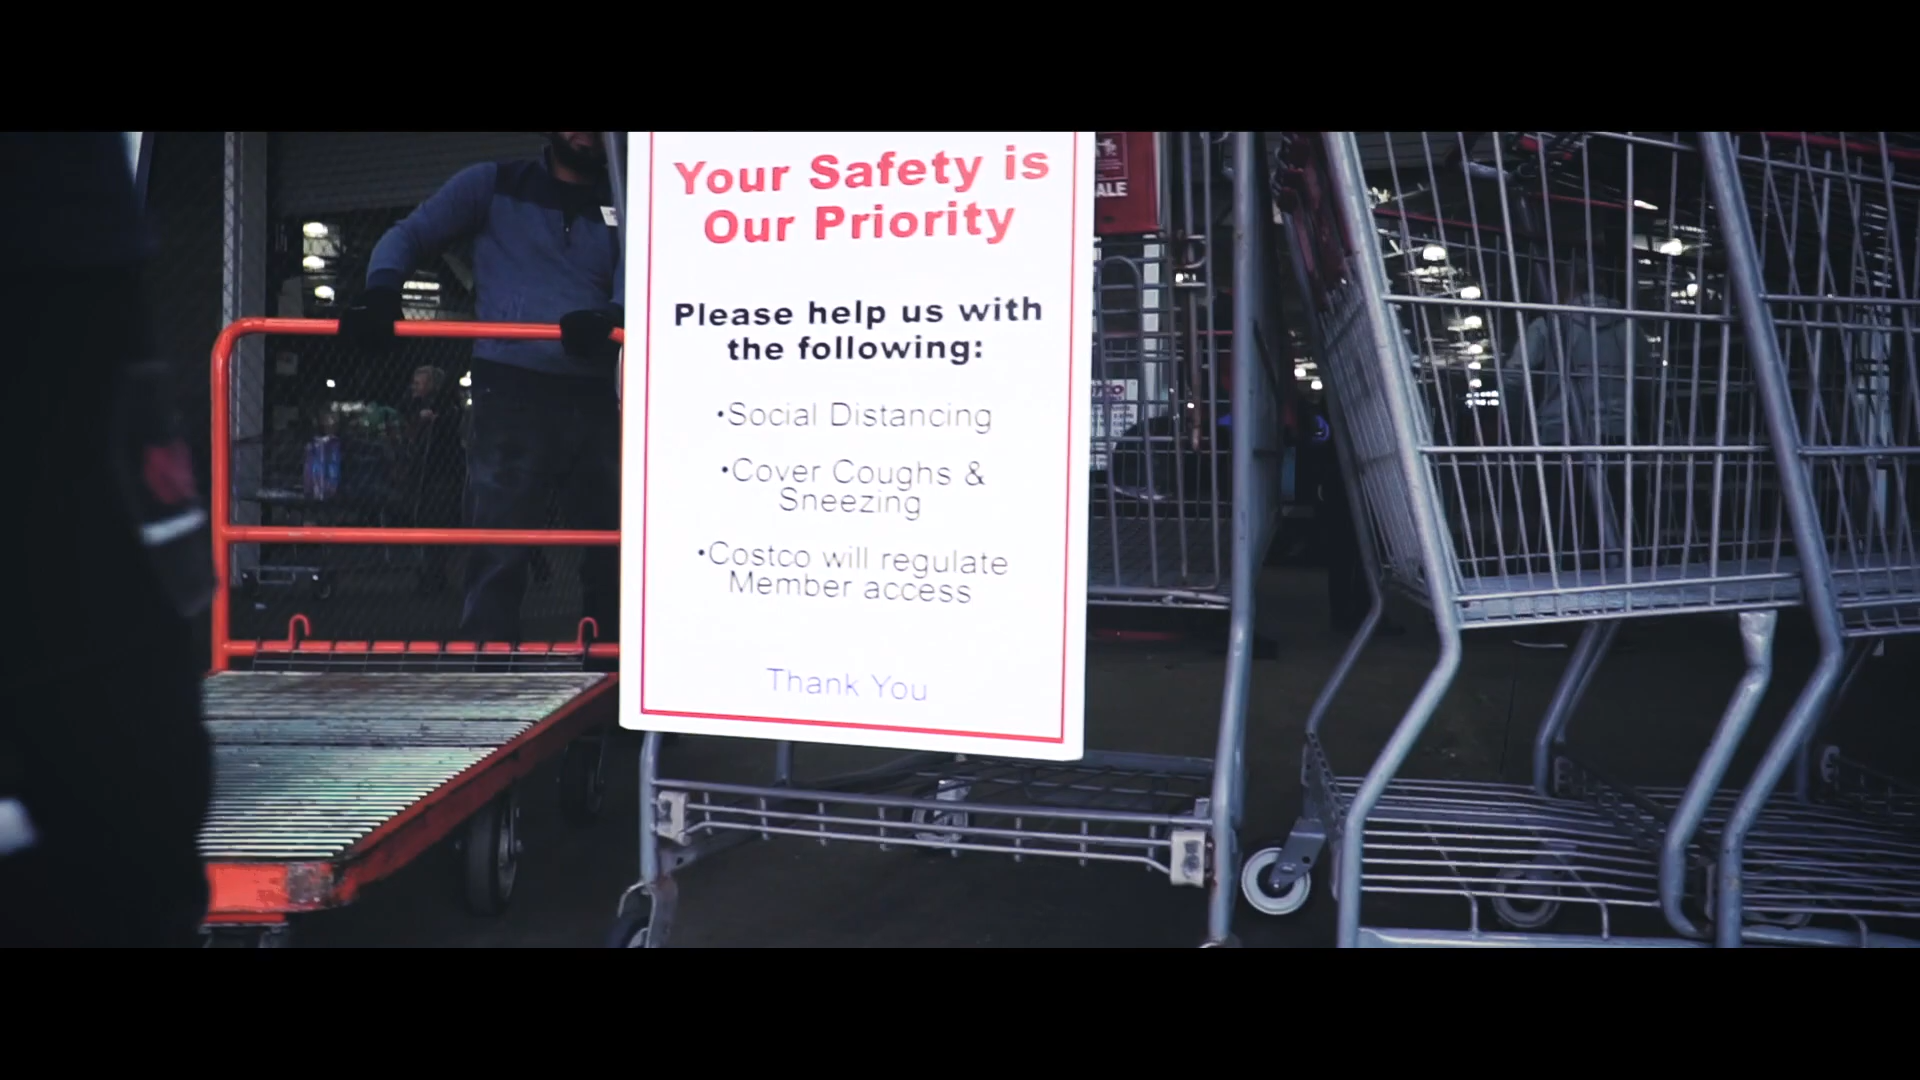 Your Safety is
Our Priority
Please help us with
the following:
•Social Distancing
•Cover Coughs &
Sneezing
•Costco will regulate
Member access
Thank You
ALE